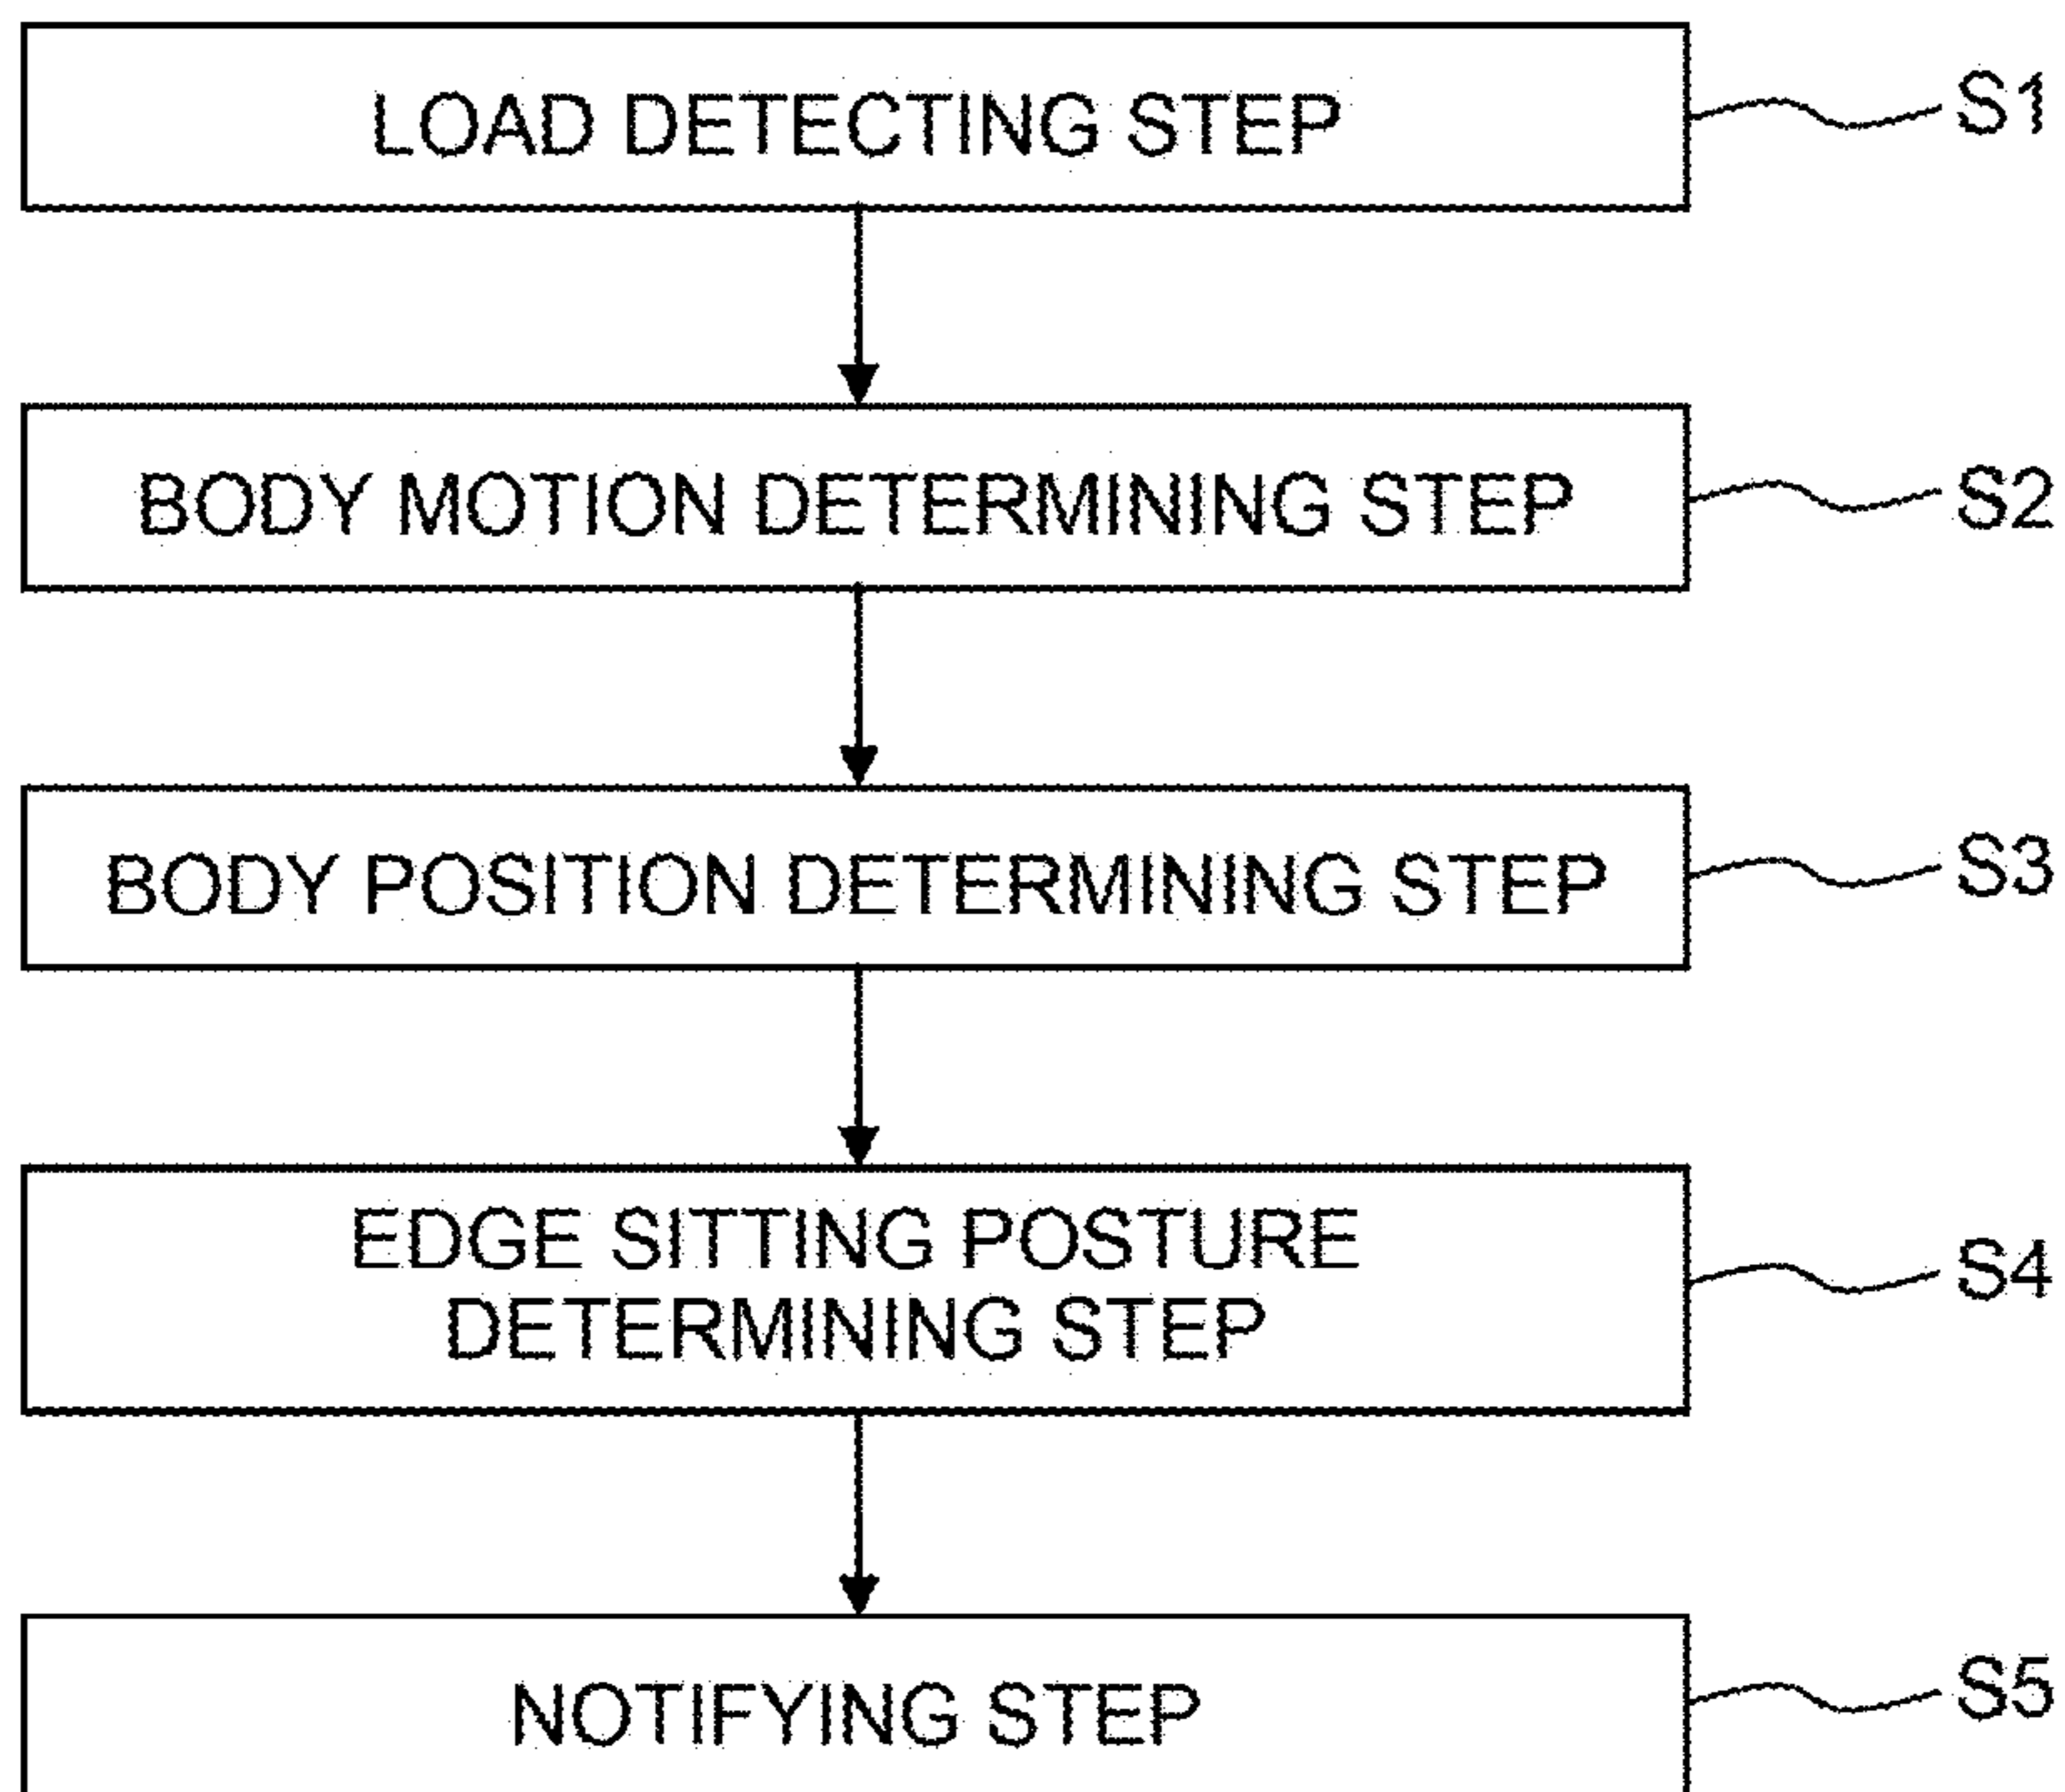 LOAD DETECTING STEP S1
BODY MOTION DETERMINING STEP S2
BODY POSITION DETERMINING STEP S3
EDGE SITTING POSTURE
DETERMINING STEP S4
NOTIFYING STEP S5